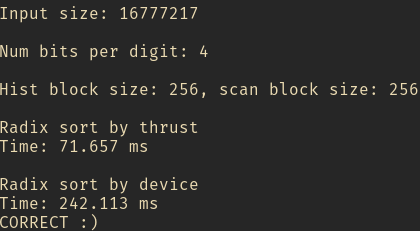 Input size: 16777217
Num bits per digit: 4
Hist block size: 256, scan block size: 256
Radix sort by thrust
Time: 71.657 ms
Radix sort by device
Time: 242.113 ms
CORRECT :)